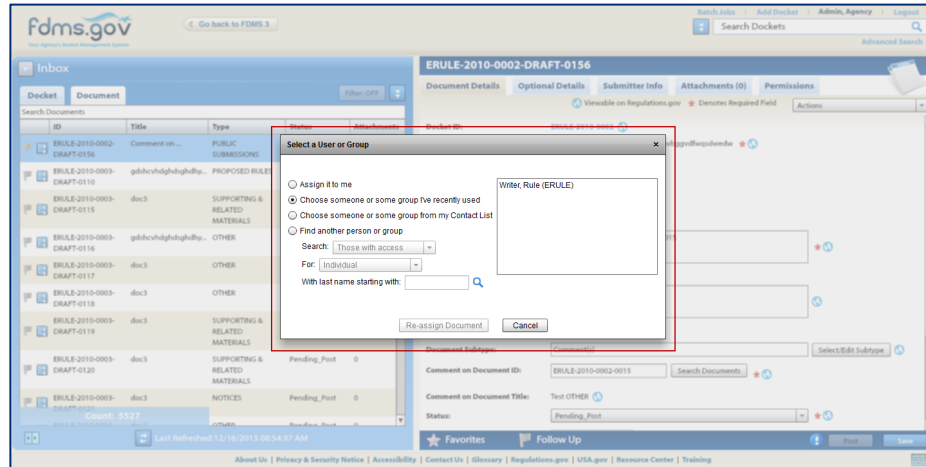 Batch Jobs | Add Docket | Admin, Agency | Logout
fdms.gov
Your Agency's Docket Management System
Go back to FDMS 3
Search Dockets
Advanced Search
Inbox
Docket Document Filter: OFF
Search Documents
ID Title Type Status Attachments
ERULE-2010-0002-DRAFT-0156 Comment on ... PUBLIC SUBMISSIONS
ERULE-2010-0003-DRAFT-0110 PROPOSED RULES
ERULE-2010-0003-DRAFT-0115 doc3 SUPPORTING & RELATED MATERIALS
ERULE-2010-0003-DRAFT-0116 OTHER
ERULE-2010-0003-DRAFT-0117 doc3 OTHER
ERULE-2010-0003-DRAFT-0118 doc3 OTHER
ERULE-2010-0003-DRAFT-0119 doc3 SUPPORTING & RELATED MATERIALS
ERULE-2010-0003-DRAFT-0120 doc3 SUPPORTING & RELATED MATERIALS Pending_Post 0
ERULE-2010-0003- doc3 NOTICES Pending_Post 0
Count: 5527
Last Refreshed:12/16/2013 08:54:37 AM
ERULE-2010-0002-DRAFT-0156
Document Details Optional Details Submitter Info Attachments (0) Permissions
Viewable on Regulations.gov Denotes Required Field Actions
Docket ID: ERULE-2010-0002
Select a User or Group x
Assign it to me
Choose someone or some group I've recently used
Choose someone or some group from my Contact List
Find another person or group
Search: Those with access
For: Individual
With last name starting with:
Writer, Rule (ERULE)
Re-assign Document Cancel
Document Subtype: Comment(s) Select/Edit Subtype
Comment on Document ID: ERULE-2010-0002-0015 Search Documents
Comment on Document Title: Test OTHER
Status: Pending_Post
Favorites Follow Up Post Save
About Us | Privacy & Security Notice | Accessibility | Contact Us | Glossary | Regulations.gov | USA.gov | Resource Center | Training